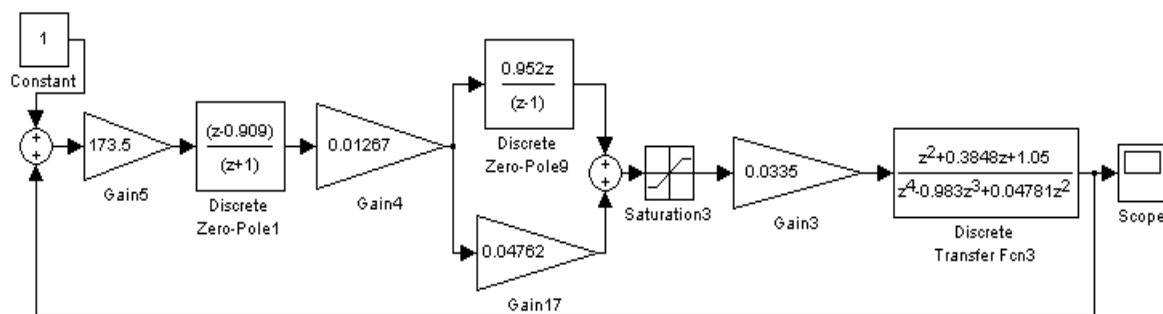 1
Constant
+
+
173.5
Gain5
(z-0.909)
(z+1)
Discrete
Zero-Pole1
0.01267
Gain4
0.952z
(z-1)
Discrete
Zero-Pole9
0.04762
Gain17
+
+
Saturation3
0.0335
Gain3
z²+0.3848z+1.05
z⁴-0.983z³+0.04781z²
Discrete
Transfer Fcn3
Scope